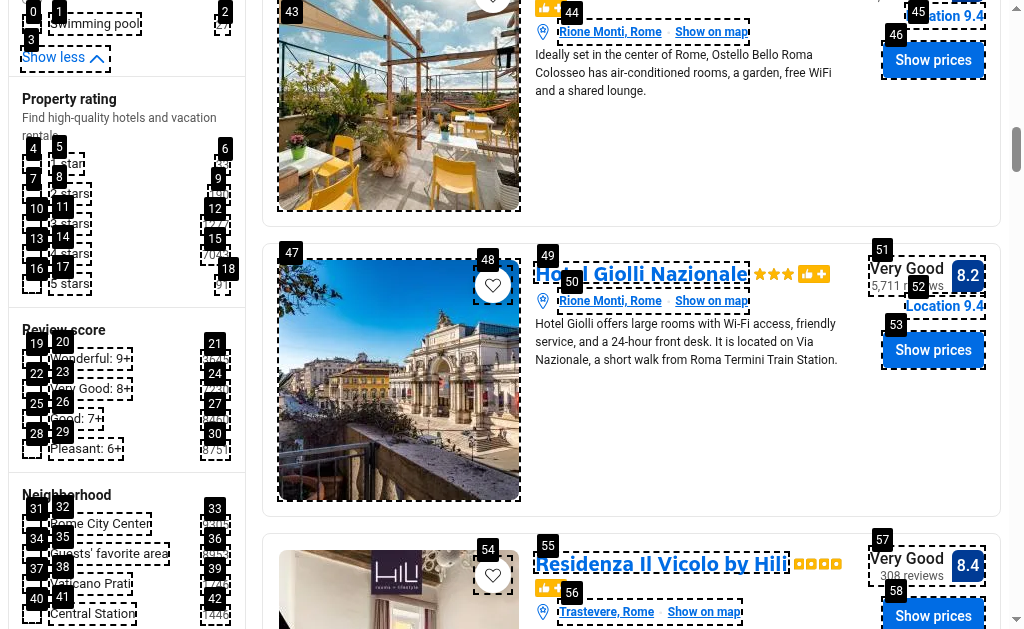 0 1 2
Swimming pool
3
Show less
Property rating
Find high-quality hotels and vacation
rentals
4 5 6
1 star
7 8 9
2 stars
10 11 12
3 stars
13 14 15
4 stars
16 17 18
5 stars 91
Review score
19 20 21
Wonderful: 9+
22 23 24
Very Good: 8+
25 26 27
Good: 7+
28 29 30
Pleasant: 6+ 8751
Neighborhood
31 32 33
Rome City Center
34 35 36
Guests' favorite area
37 38 39
Vaticano Prati
40 41 42
Central Station 1446
43 44 45
Location 9.4
Rione Monti, Rome · Show on map
46
Show prices
Ideally set in the center of Rome, Ostello Bello Roma
Colosseo has air-conditioned rooms, a garden, free WiFi
and a shared lounge.
47 48 49 50 51 52 53
Hotel Giolli Nazionale
Very Good 8.2
5,711 reviews
Rione Monti, Rome · Show on map
Location 9.4
Hotel Giolli offers large rooms with Wi-Fi access, friendly
service, and a 24-hour front desk. It is located on Via
Nazionale, a short walk from Roma Termini Train Station.
Show prices
54 55 56 57 58
HiLi
rooms + lifestyle
Residenza Il Vicolo by Hili
Very Good 8.4
308 reviews
Trastevere, Rome · Show on map
Show prices